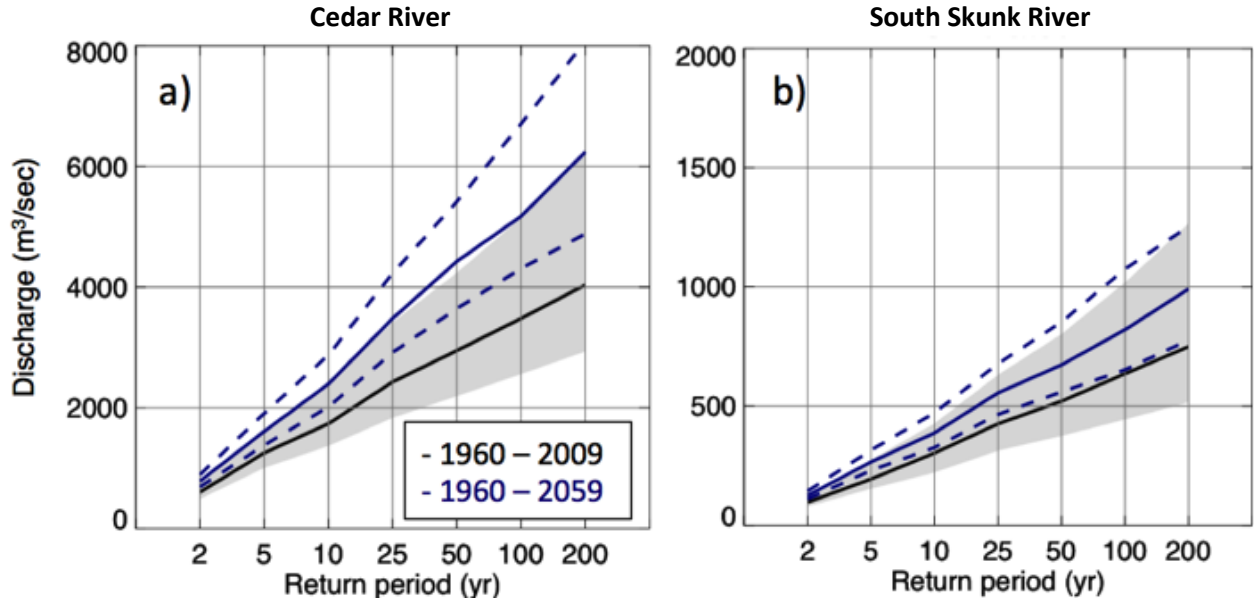 Cedar River
South Skunk River
a)
b)
Discharge (m³/sec)
8000
6000
4000
2000
0
- 1960 – 2009
- 1960 – 2059
2 5 10 25 50 100 200
Return period (yr)
2000
1500
1000
500
0
2 5 10 25 50 100 200
Return period (yr)